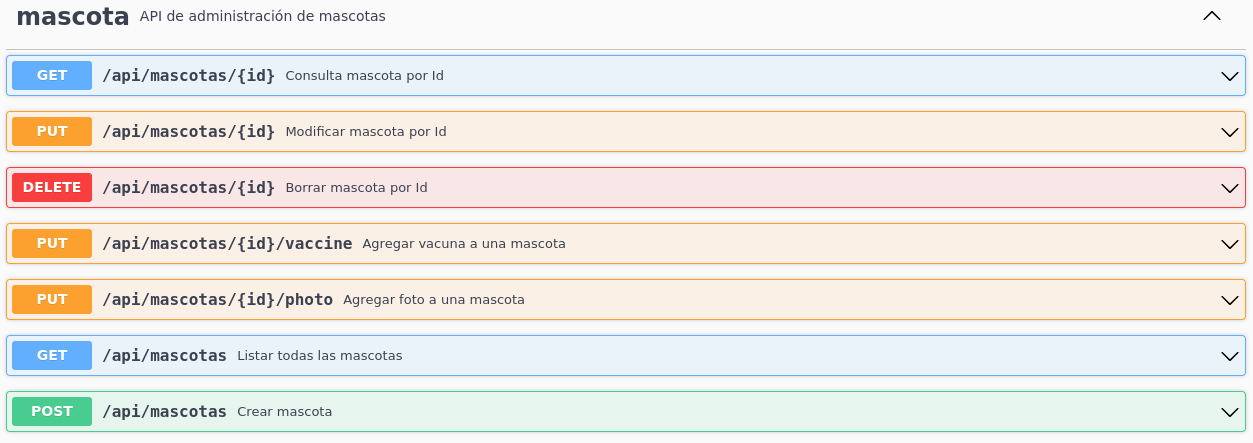 mascota API de administración de mascotas
GET /api/mascotas/{id} Consulta mascota por Id
PUT /api/mascotas/{id} Modificar mascota por Id
DELETE /api/mascotas/{id} Borrar mascota por Id
PUT /api/mascotas/{id}/vaccine Agregar vacuna a una mascota
PUT /api/mascotas/{id}/photo Agregar foto a una mascota
GET /api/mascotas Listar todas las mascotas
POST /api/mascotas Crear mascota